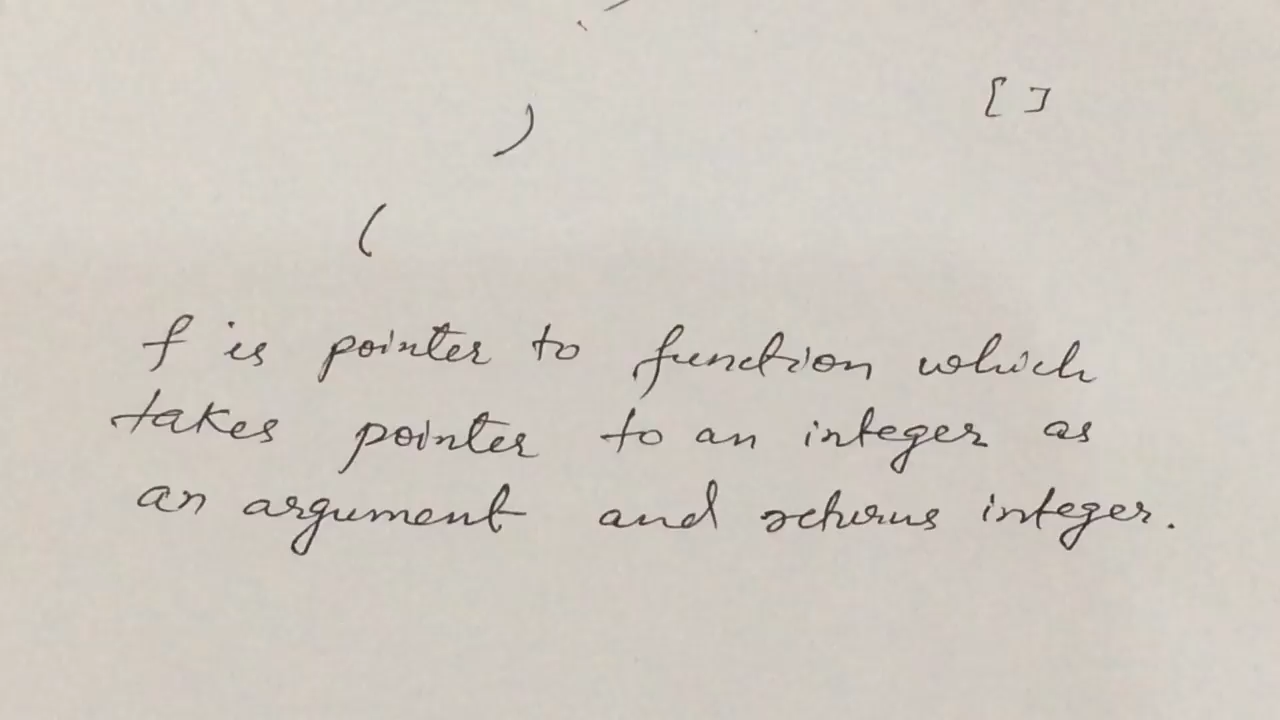 )
[ ]
(
f is pointer to function which
takes pointer to an integer as
an argument and returns integer.